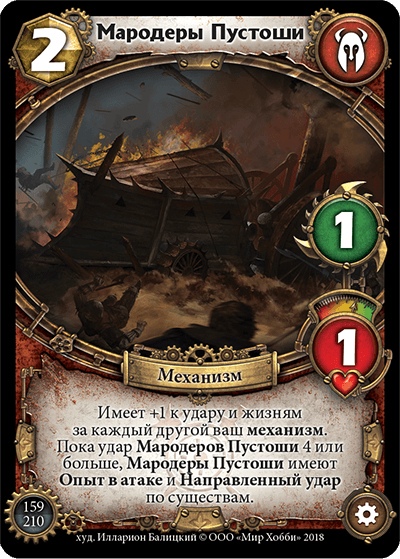 2
Мародеры Пустоши
1
1
Механизм
Имеет +1 к удару и жизням
за каждый другой ваш механизм.
Пока удар Мародеров Пустоши 4 или
больше, Мародеры Пустоши имеют
Опыт в атаке и Направленный удар
по существам.
159
210
худ. Илларион Балицкий © ООО «Мир Хобби» 2018